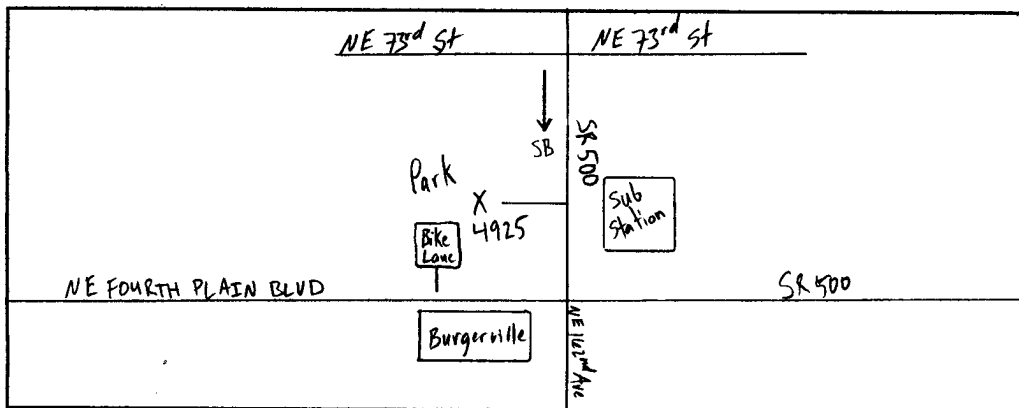 NE 73rd St
NE 73rd St
SB
SR 500
Park
X
4925
Sub
Station
Bike
Lane
NE FOURTH PLAIN BLVD
SR 500
Burgerville
NE 162nd Ave